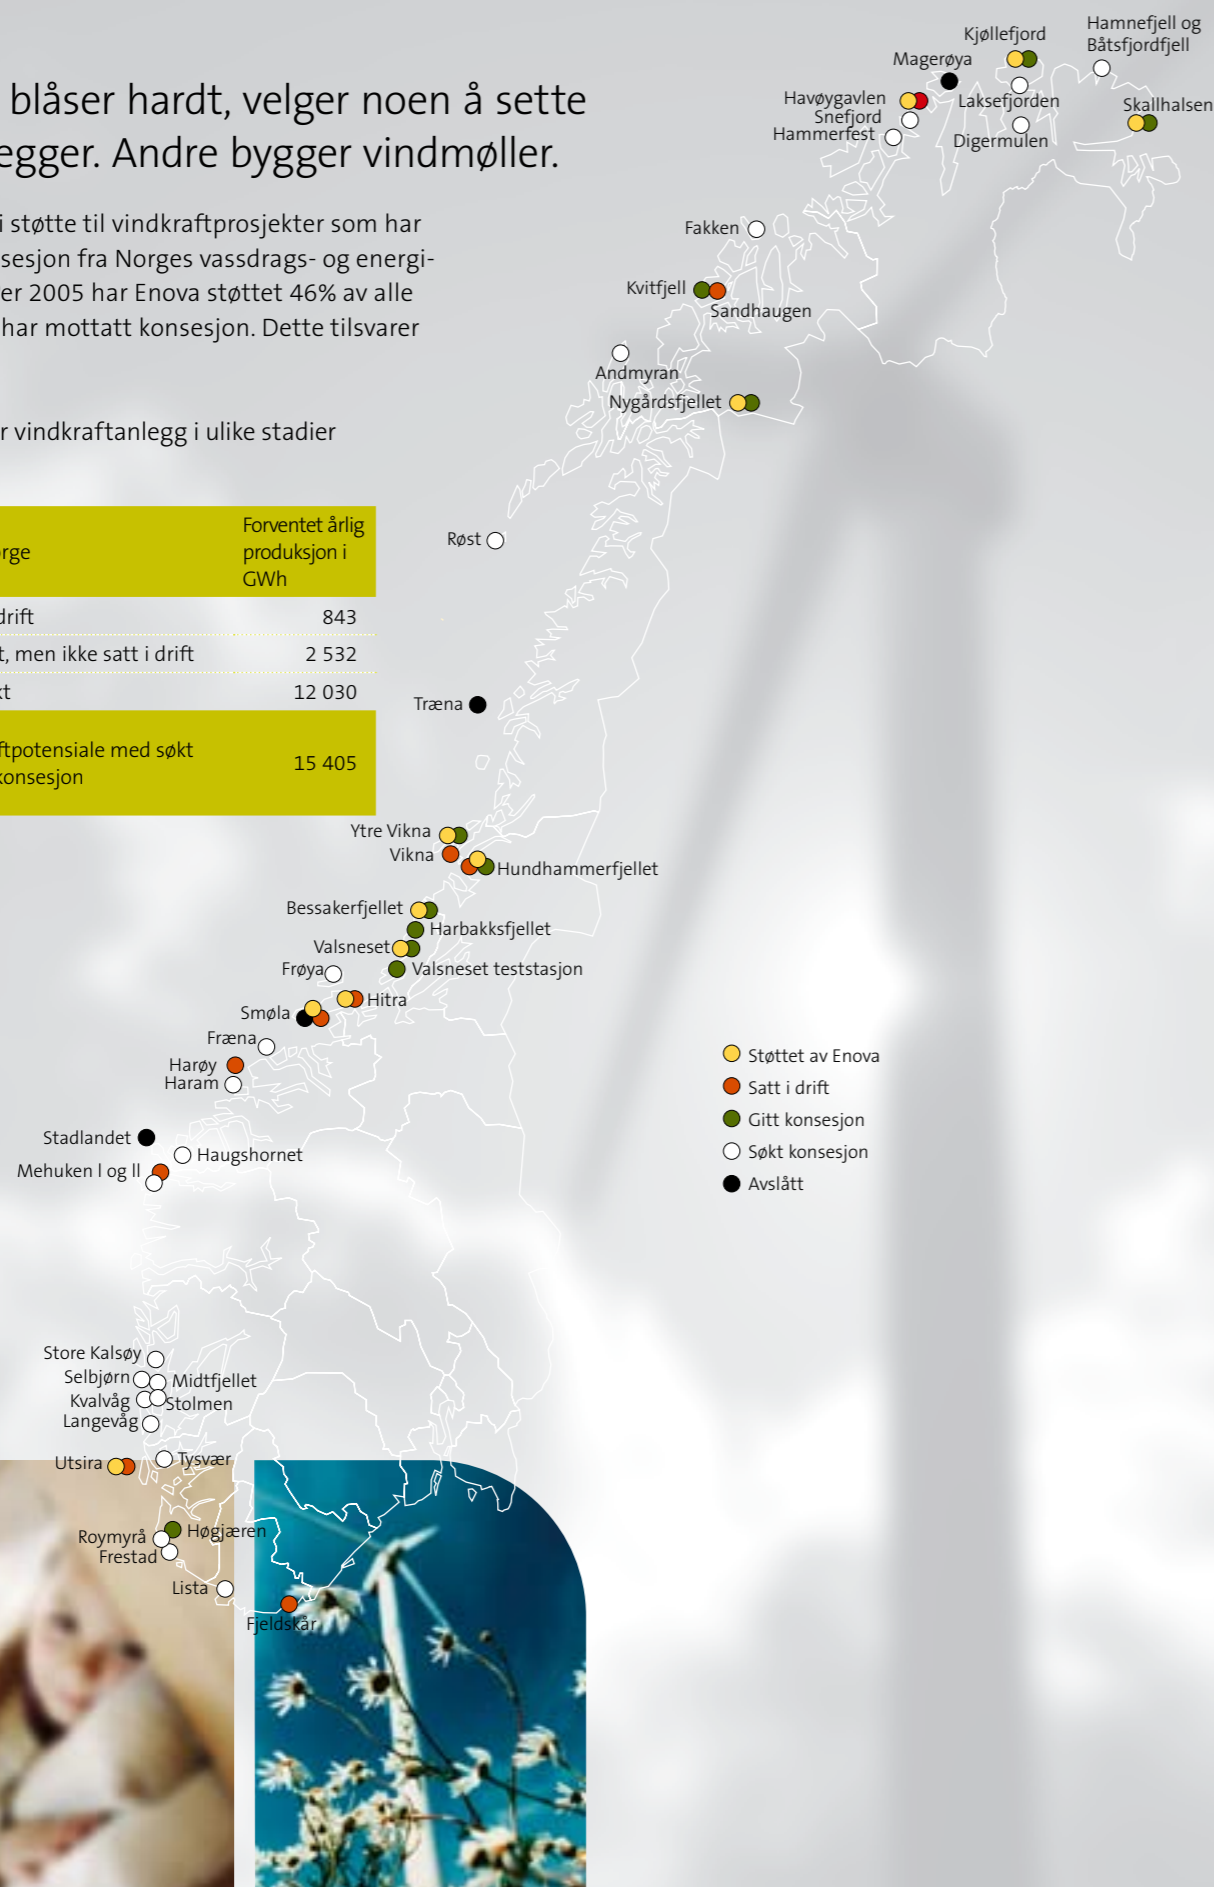 blåser hardt, velger noen å sette
egger. Andre bygger vindmøller.
i støtte til vindkraftprosjekter som har
sesjon fra Norges vassdrags- og energi-
er 2005 har Enova støttet 46% av alle
har mottatt konsesjon. Dette tilsvarer
r vindkraftanlegg i ulike stadier
rge
Forventet årlig
produksjon i
GWh
drift 843
t, men ikke satt i drift 2 532
kt 12 030
ftpotensiale med søkt
konsesjon
15 405
Hamnefjell og
Båtsfjordfjell
Kjøllefjord
Magerøya
Havøygavlen
Laksefjorden
Skallhalsen
Snefjord
Hammerfest
Digermulen
Fakken
Kvitfjell
Sandhaugen
Andmyran
Nygårdsfjellet
Røst
Træna
Ytre Vikna
Vikna
Hundhammerfjellet
Bessakerfjellet
Harbakksfjellet
Valsneset
Frøya
Valsneset teststasjon
Hitra
Smøla
Fræna
Harøy
Haram
Stadlandet
Haugshornet
Mehuken I og II
Støttet av Enova
Satt i drift
Gitt konsesjon
Søkt konsesjon
Avslått
Store Kalsøy
Selbjørn
Midtfjellet
Kvalvåg
Stolmen
Langevåg
Utsira
Tysvær
Høgjæren
Roymyrå
Frestad
Lista
Fjeldskår